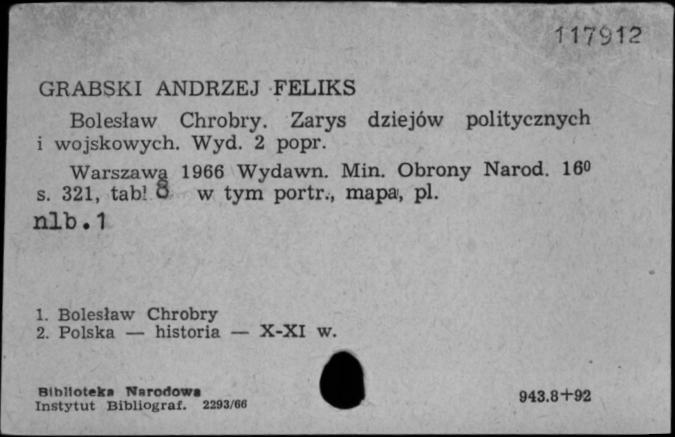 117912
GRABSKI ANDRZEJ FELIKS
Bolesław Chrobry. Zarys dziejów politycznych
i wojskowych. Wyd. 2 popr.
Warszawa 1966 Wydawn. Min. Obrony Narod. 16⁰
s. 321, tabl 8 w tym portr., mapa, pl.
nlb.1
1. Bolesław Chrobry
2. Polska — historia — X-XI w.
Biblioteka Narodowa
Instytut Bibliograf. 2293/66
943.8+92